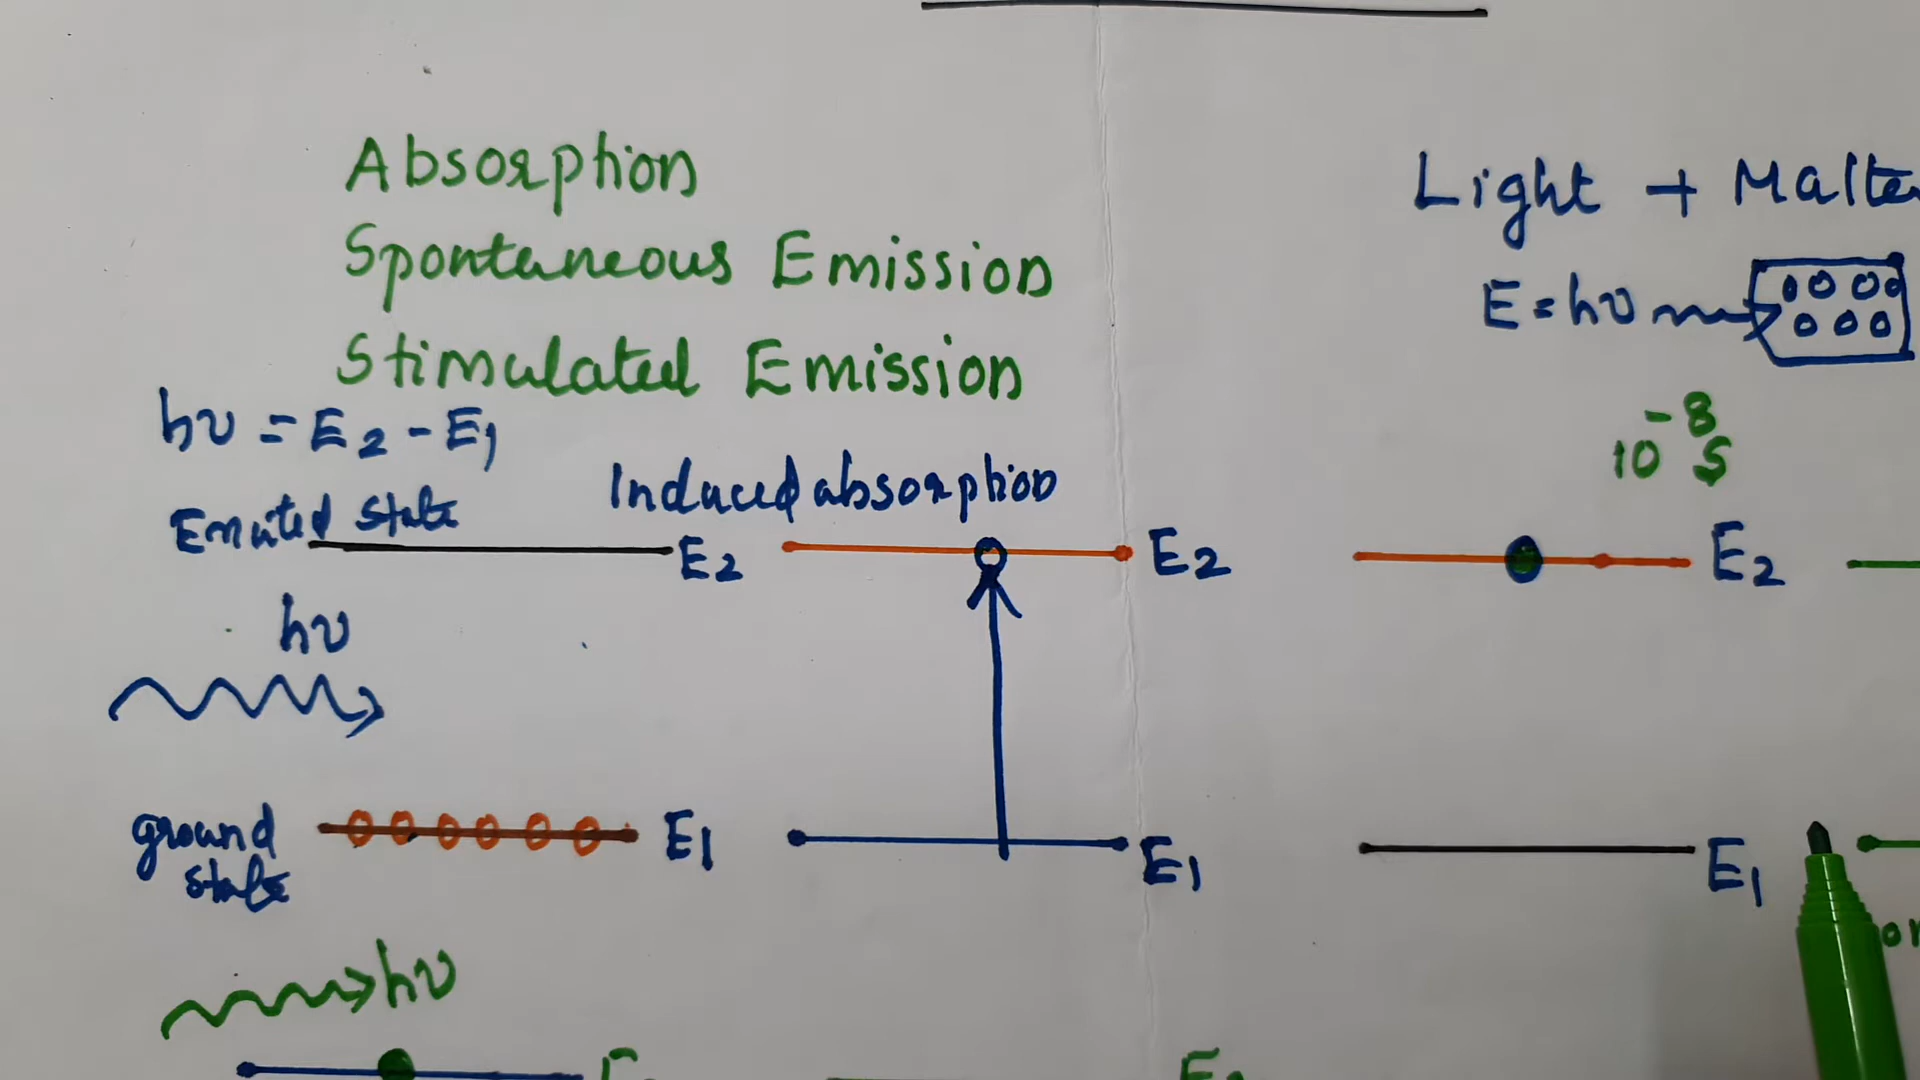 Absorption
Spontaneous Emission
Stimulated Emission
Light + Matter
E = hν
hν = E2 - E1
10^-8 s
Induced absorption
Excited state
E2
E2
E2
hν
ground
state
E1
E1
E1
hν